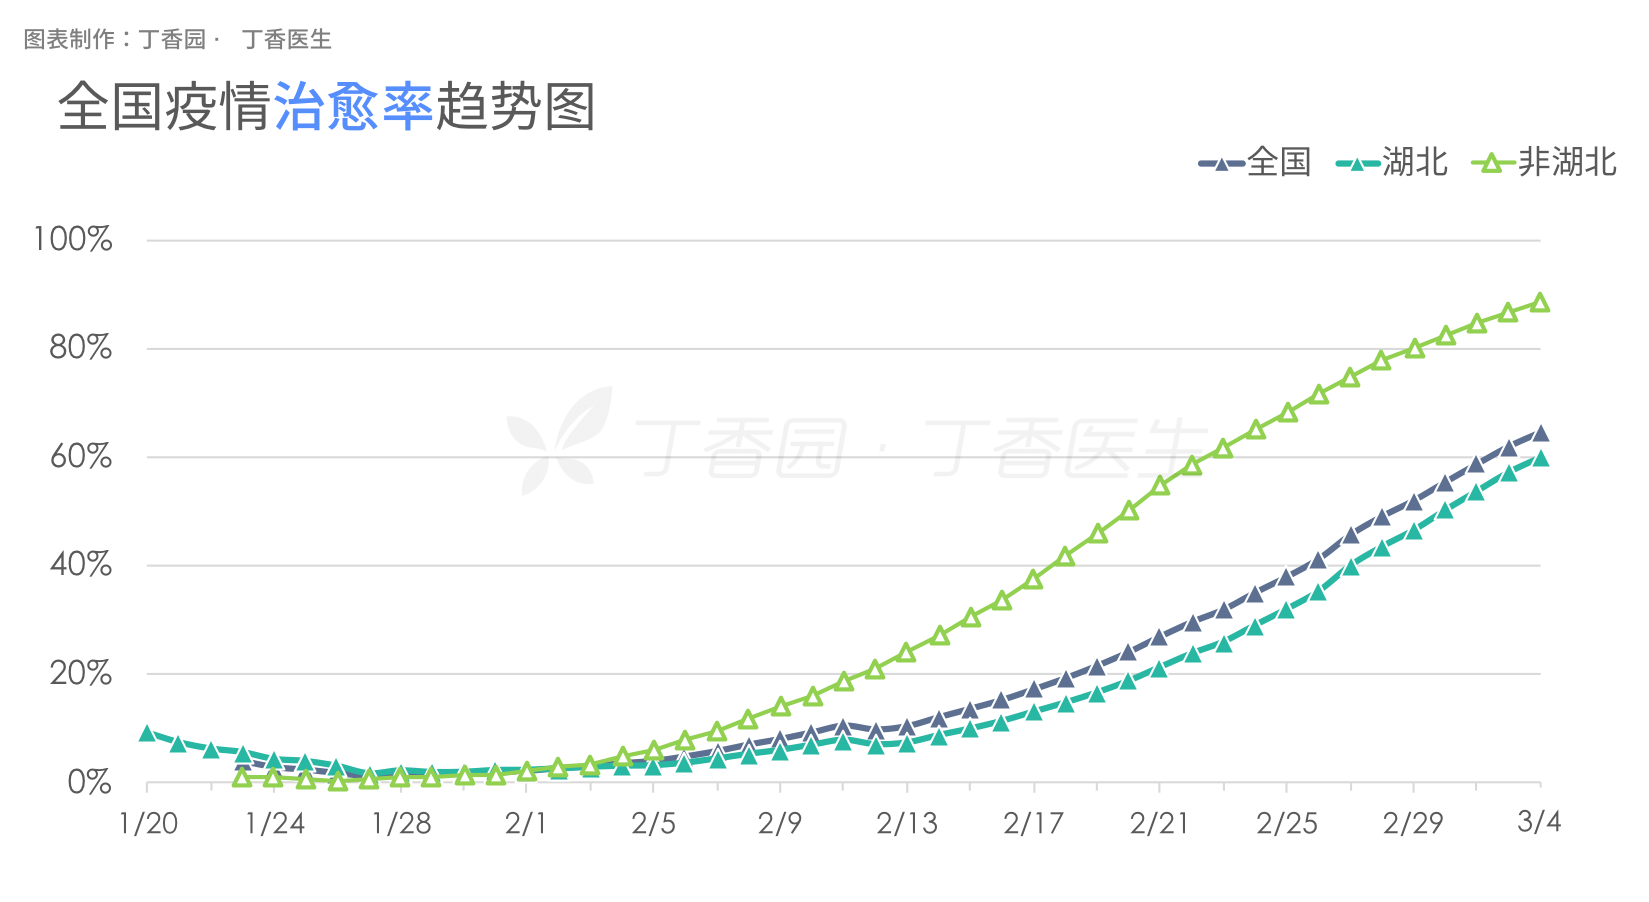 图表制作：丁香园 · 丁香医生
全国疫情治愈率趋势图
全国 湖北 非湖北
100%
80%
丁香园 · 丁香医生
60%
40%
20%
0%
1/20 1/24 1/28 2/1 2/5 2/9 2/13 2/17 2/21 2/25 2/29 3/4